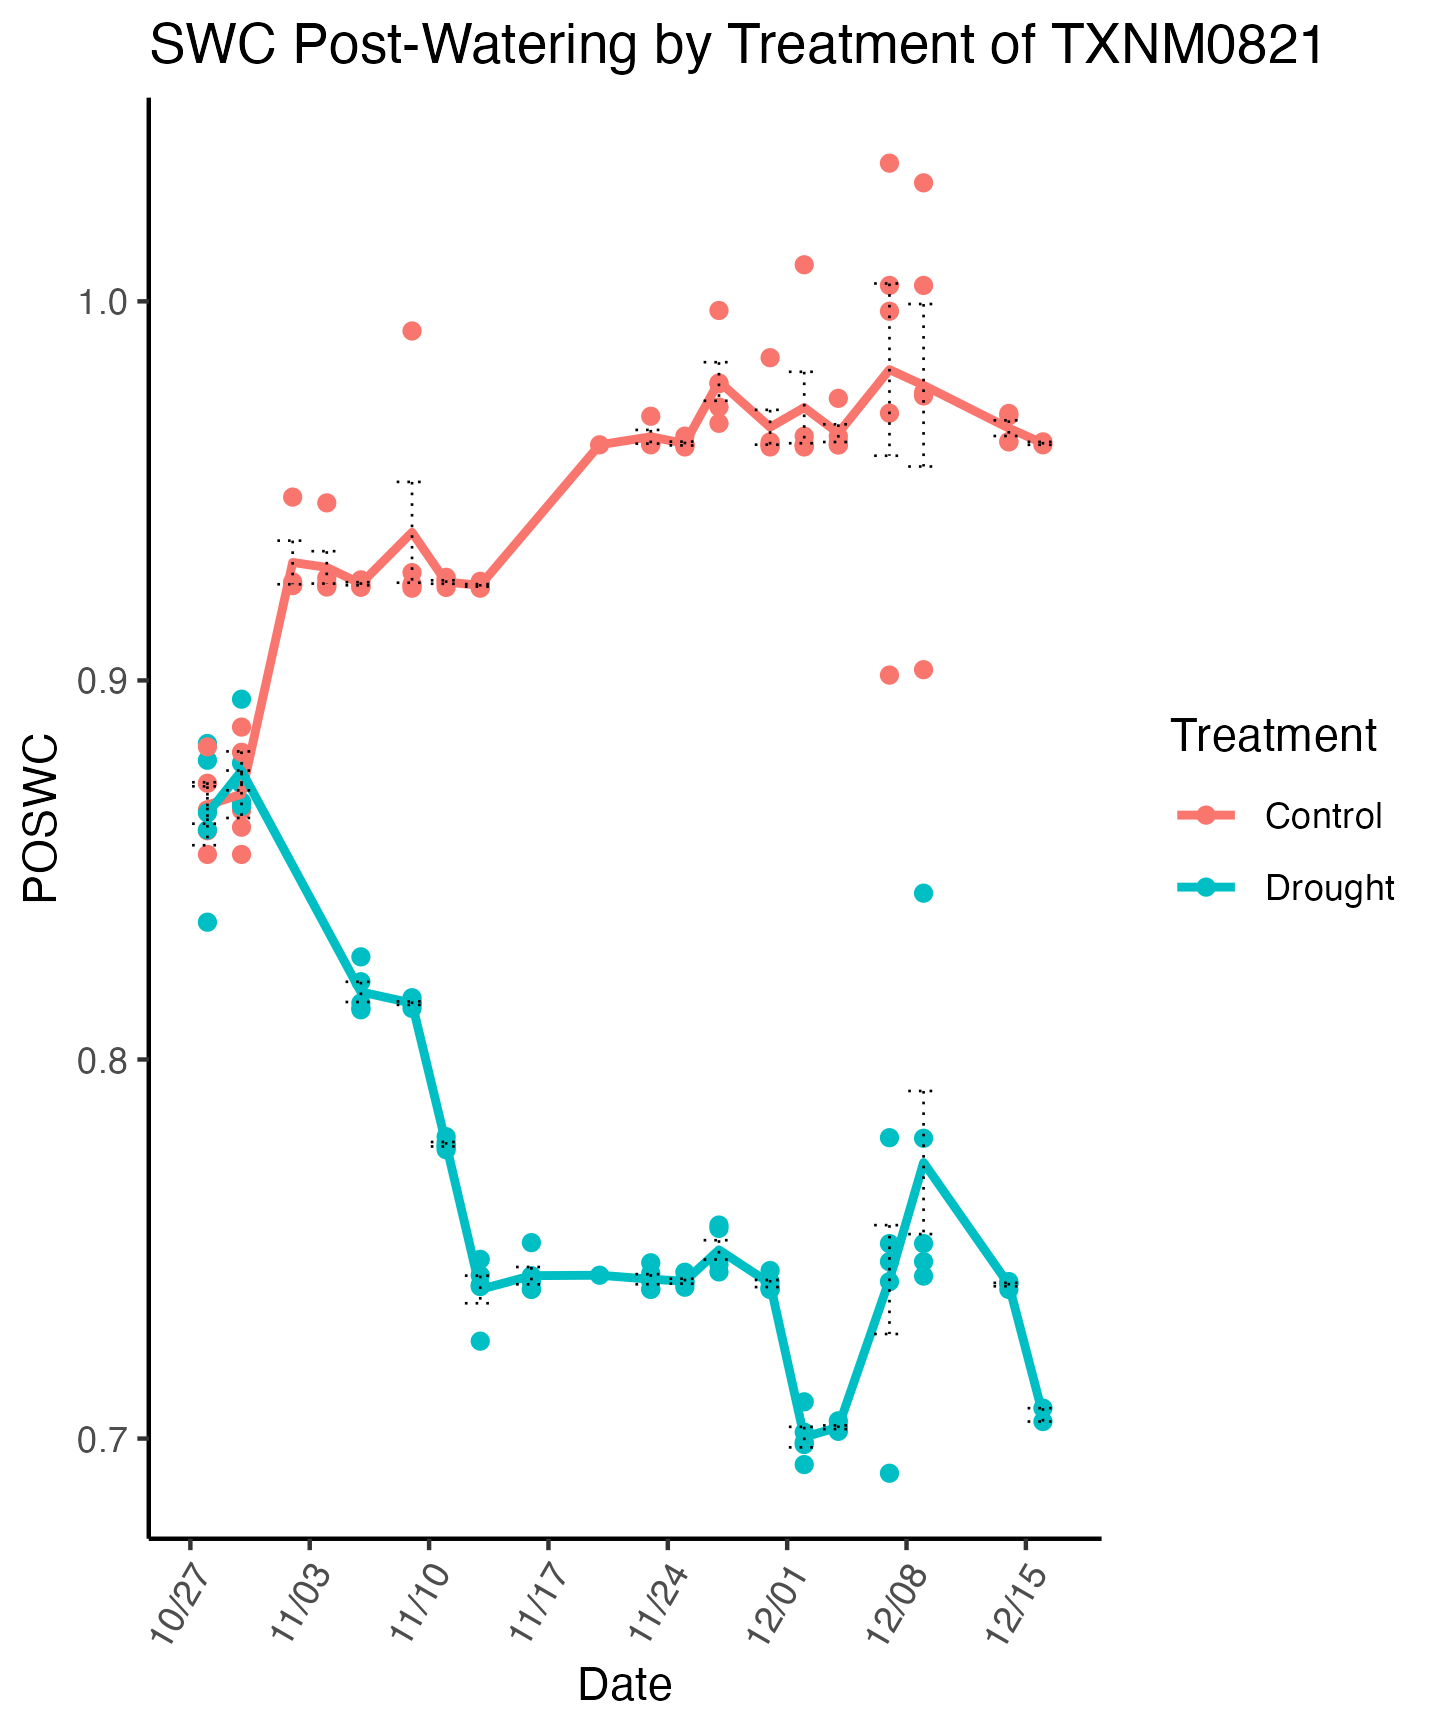 SWC Post-Watering by Treatment of TXNM0821
POSWC
1.0
0.9
0.8
0.7
10/27
11/03
11/10
11/17
11/24
12/01
12/08
12/15
Date
Treatment
Control
Drought